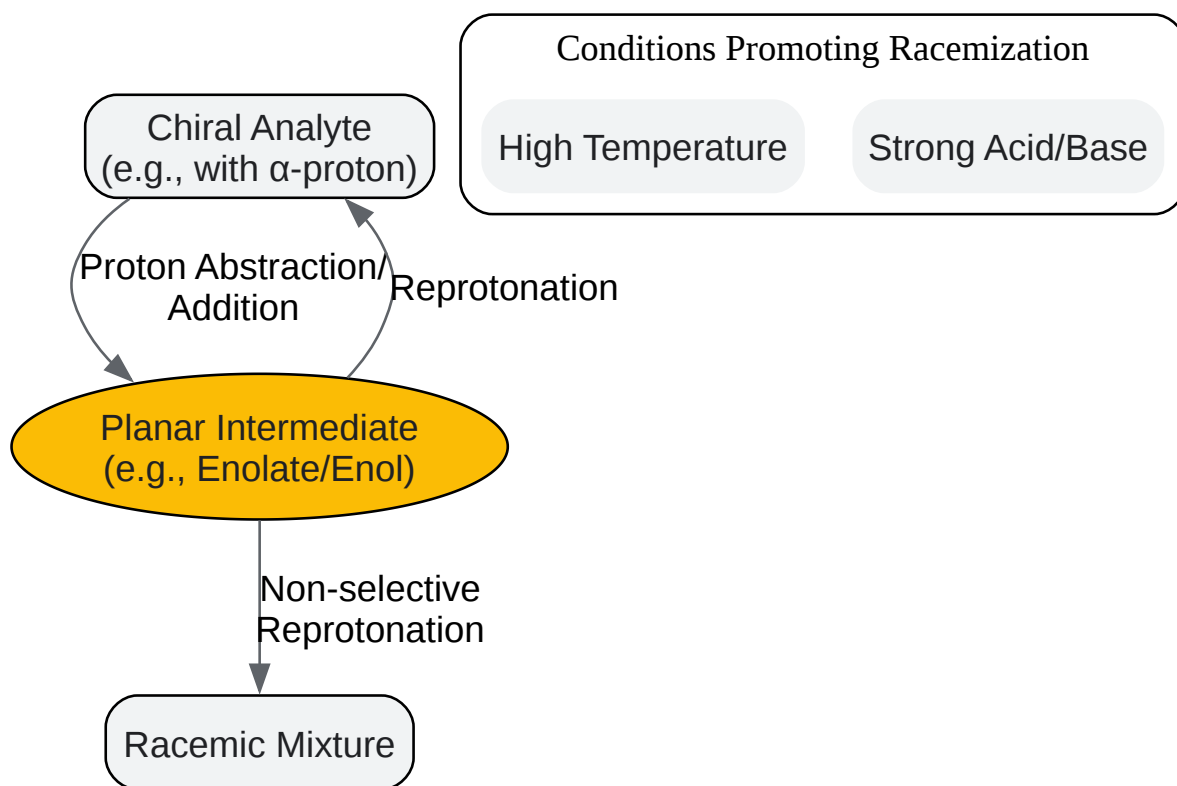 Conditions Promoting Racemization
High Temperature
Strong Acid/Base
Chiral Analyte
(e.g., with α-proton)
Proton Abstraction/
Addition
Reprotonation
Planar Intermediate
(e.g., Enolate/Enol)
Non-selective
Reprotonation
Racemic Mixture